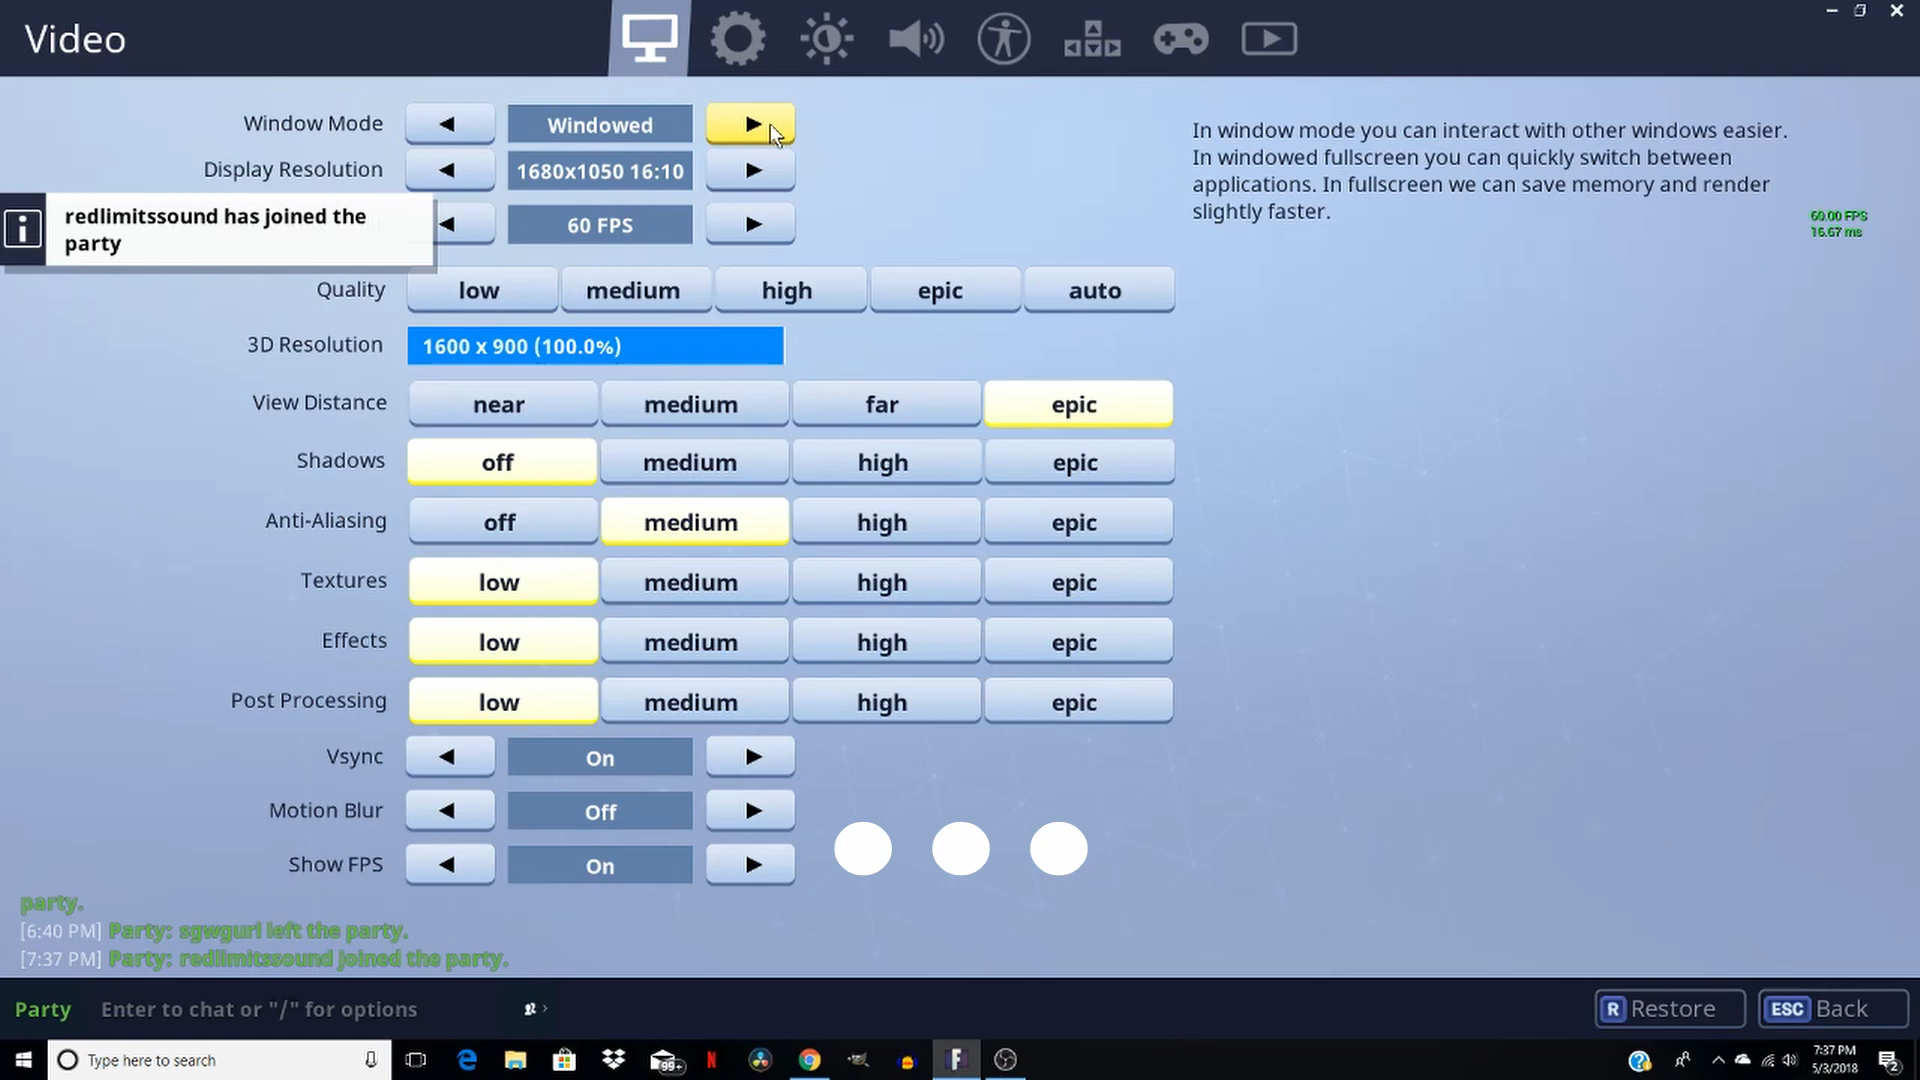 Video
Window Mode
Windowed
In window mode you can interact with other windows easier.
In windowed fullscreen you can quickly switch between
applications. In fullscreen we can save memory and render
slightly faster.
Display Resolution
1680x1050 16:10
redlimitssound has joined the
party
60 FPS
60.00 FPS
16.67 ms
Quality
low medium high epic auto
3D Resolution
1600 x 900 (100.0%)
View Distance
near medium far epic
Shadows
off medium high epic
Anti-Aliasing
off medium high epic
Textures
low medium high epic
Effects
low medium high epic
Post Processing
low medium high epic
Vsync
On
Motion Blur
Off
Show FPS
On
party.
[6:40 PM] Party: sgwgurl left the party.
[7:37 PM] Party: redlimitssound joined the party.
Party Enter to chat or "/" for options
R Restore
ESC Back
Type here to search
99+
7:37 PM
5/3/2018
2